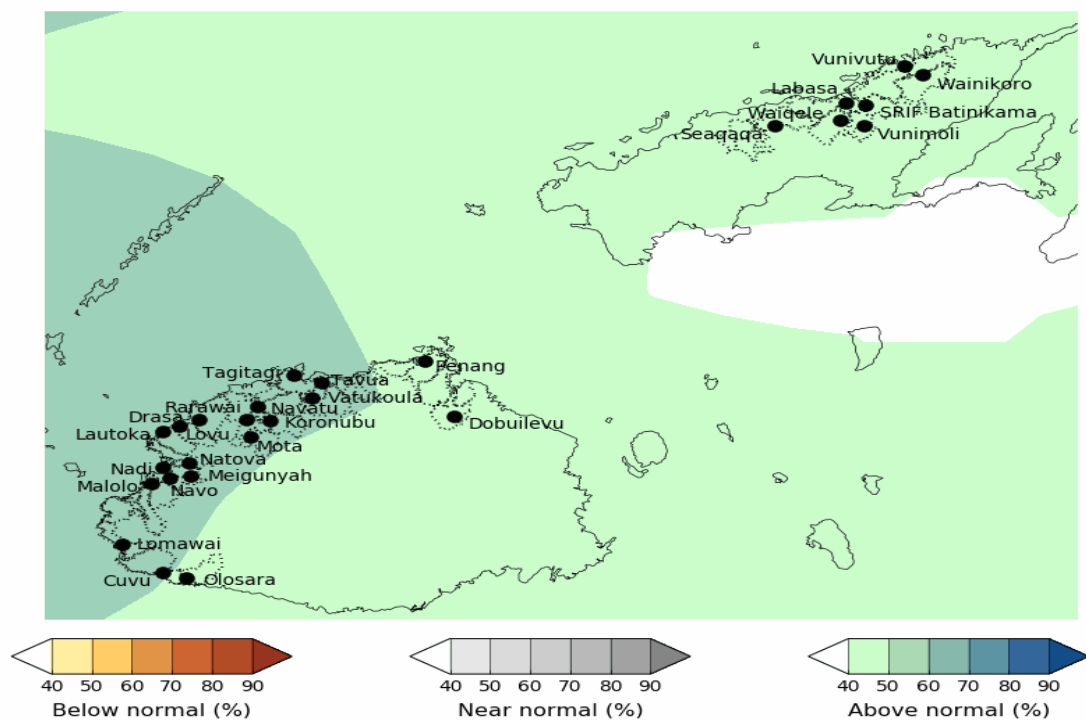 Vunivutu
Wainikoro
Labasa
SRIF Batinikama
Waiqele
Seaqaqa
Vunimoli
Penang
Tagitagi
Tavua
Vatukoula
Rarawai
Navatu
Drasa
Koronubu
Dobuilevu
Lautoka
Lovu
Mota
Natova
Nadi
Meigunyah
Malolo
Navo
Lomawai
Cuvu
Olosara
40 50 60 70 80 90
Below normal (%)
40 50 60 70 80 90
Near normal (%)
40 50 60 70 80 90
Above normal (%)